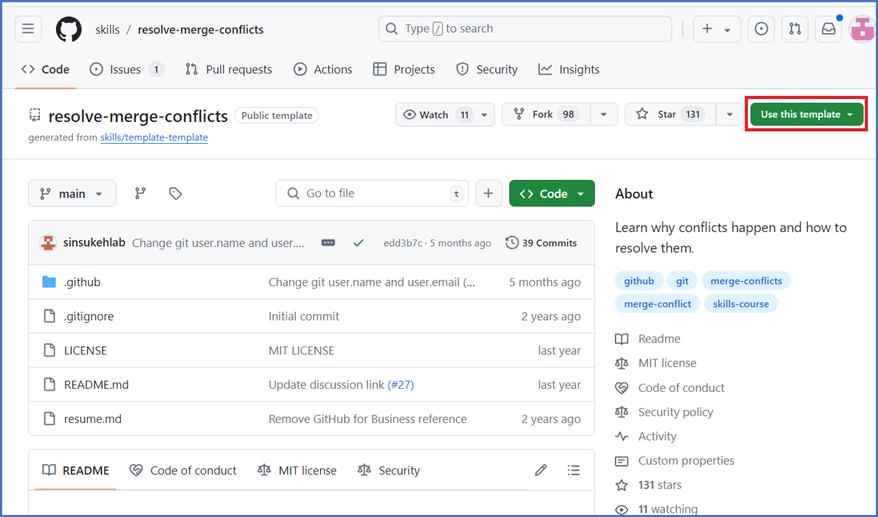 skills / resolve-merge-conflicts
Type / to search
Code
Issues 1
Pull requests
Actions
Projects
Security
Insights
resolve-merge-conflicts Public template
generated from skills/template-template
Watch 11
Fork 98
Star 131
Use this template
main
Go to file t
Code
sinsukehlab Change git user.name and user.... edd3b7c · 5 months ago 39 Commits
.github Change git user.name and user.email (... 5 months ago
.gitignore Initial commit 2 years ago
LICENSE MIT LICENSE last year
README.md Update discussion link (#27) last year
resume.md Remove GitHub for Business reference 2 years ago
README Code of conduct MIT license Security
About
Learn why conflicts happen and how to
resolve them.
github git merge-conflicts
merge-conflict skills-course
Readme
MIT license
Code of conduct
Security policy
Activity
Custom properties
131 stars
11 watching